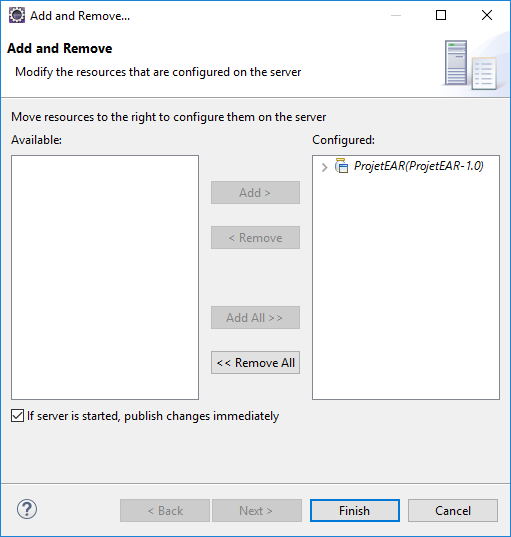 Add and Remove...
Add and Remove
Modify the resources that are configured on the server
Move resources to the right to configure them on the server
Available:
Configured:
ProjetEAR(ProjetEAR-1.0)
Add >
< Remove
Add All >>
<< Remove All
If server is started, publish changes immediately
?
< Back
Next >
Finish
Cancel